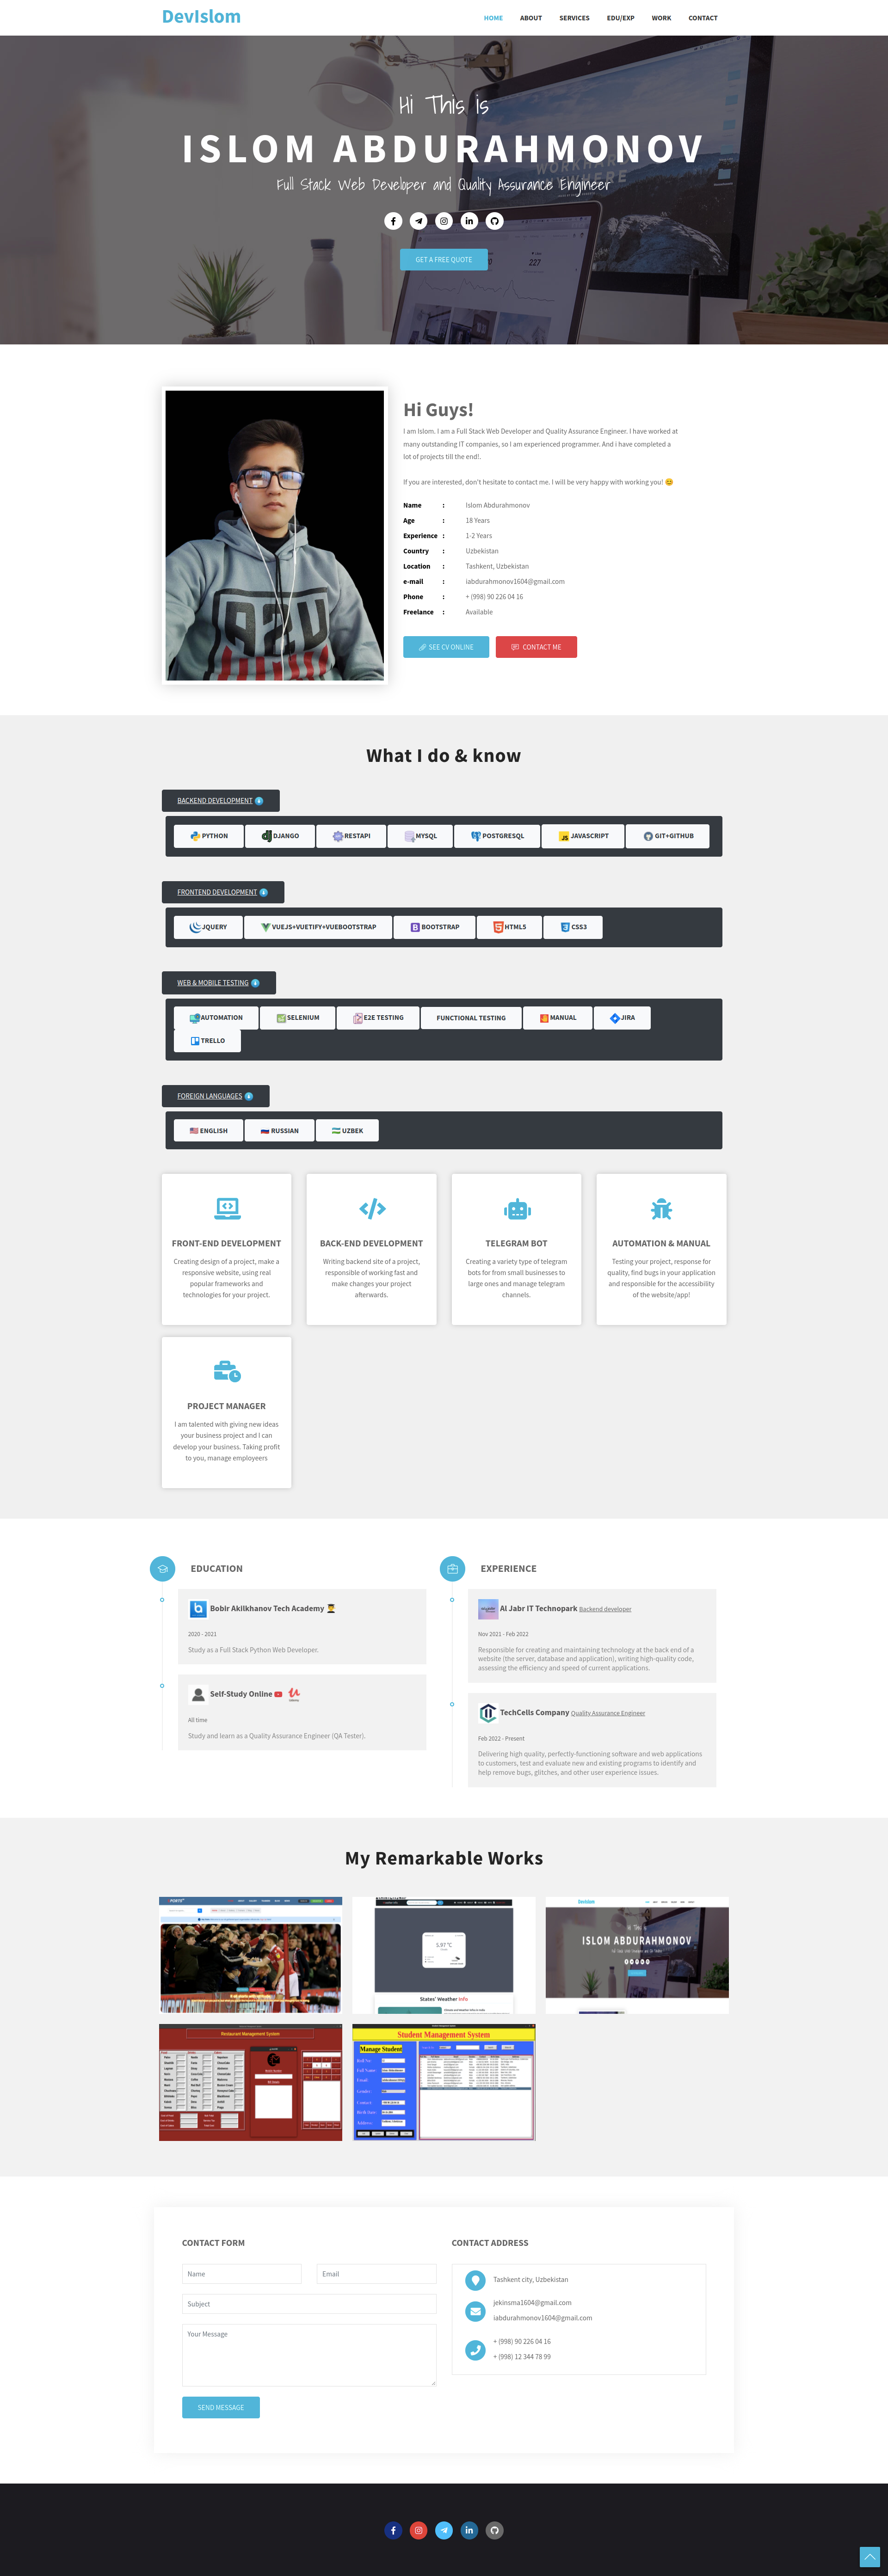 DevIslom
HOME ABOUT SERVICES EDU/EXP WORK CONTACT
Hi This is
ISLOM ABDURAHMONOV
Full Stack Web Developer and Quality Assurance Engineer
GET A FREE QUOTE
Hi Guys!
I am Islom. I am a Full Stack Web Developer and Quality Assurance Engineer. I have worked at
many outstanding IT companies, so I am experienced programmer. And i have completed a
lot of projects till the end!.
If you are interested, don't hesitate to contact me. I will be very happy with working you! 😊
Name : Islom Abdurahmonov
Age : 18 Years
Experience : 1-2 Years
Country : Uzbekistan
Location : Tashkent, Uzbekistan
e-mail : iabdurahmonov1604@gmail.com
Phone : + (998) 90 226 04 16
Freelance : Available
SEE CV ONLINE CONTACT ME
What I do & know
BACKEND DEVELOPMENT
PYTHON DJANGO RESTAPI MYSQL POSTGRESQL JAVASCRIPT GIT+GITHUB
FRONTEND DEVELOPMENT
JQUERY VUEJS+VUETIFY+VUEBOOTSTRAP BOOTSTRAP HTML5 CSS3
WEB & MOBILE TESTING
AUTOMATION SELENIUM E2E TESTING FUNCTIONAL TESTING MANUAL JIRA
TRELLO
FOREIGN LANGUAGES
ENGLISH RUSSIAN UZBEK
FRONT-END DEVELOPMENT
Creating design of a project, make a
responsive website, using real
popular frameworks and
technologies for your project.
BACK-END DEVELOPMENT
Writing backend site of a project,
responsible of working fast and
make changes your project
afterwards.
TELEGRAM BOT
Creating a variety type of telegram
bots for from small businesses to
large ones and manage telegram
channels.
AUTOMATION & MANUAL
Testing your project, response for
quality, find bugs in your application
and responsible for the accessibility
of the website/app!
PROJECT MANAGER
I am talented with giving new ideas
your business project and I can
develop your business. Taking profit
to you, manage employeers
EDUCATION
Bobir Akilkhanov Tech Academy 👨‍🎓
2020 - 2021
Study as a Full Stack Python Web Developer.
Self-Study Online
All time
Study and learn as a Quality Assurance Engineer (QA Tester).
EXPERIENCE
Al Jabr IT Technopark Backend developer
Nov 2021 - Feb 2022
Responsible for creating and maintaining technology at the back end of a
website (the server, database and application), writing high-quality code,
assessing the efficiency and speed of current applications.
TechCells Company Quality Assurance Engineer
Feb 2022 - Present
Delivering high quality, perfectly-functioning software and web applications
to customers, test and evaluate new and existing programs to identify and
help remove bugs, glitches, and other user experience issues.
My Remarkable Works
5.97 °C
States' Weather Info
DevIslom
ISLOM ABDURAHMONOV
Restaurant Management System
Student Management System
Manage Student
CONTACT FORM
Name Email
Subject
Your Message
SEND MESSAGE
CONTACT ADDRESS
Tashkent city, Uzbekistan
jekinsma1604@gmail.com
iabdurahmonov1604@gmail.com
+ (998) 90 226 04 16
+ (998) 12 344 78 99